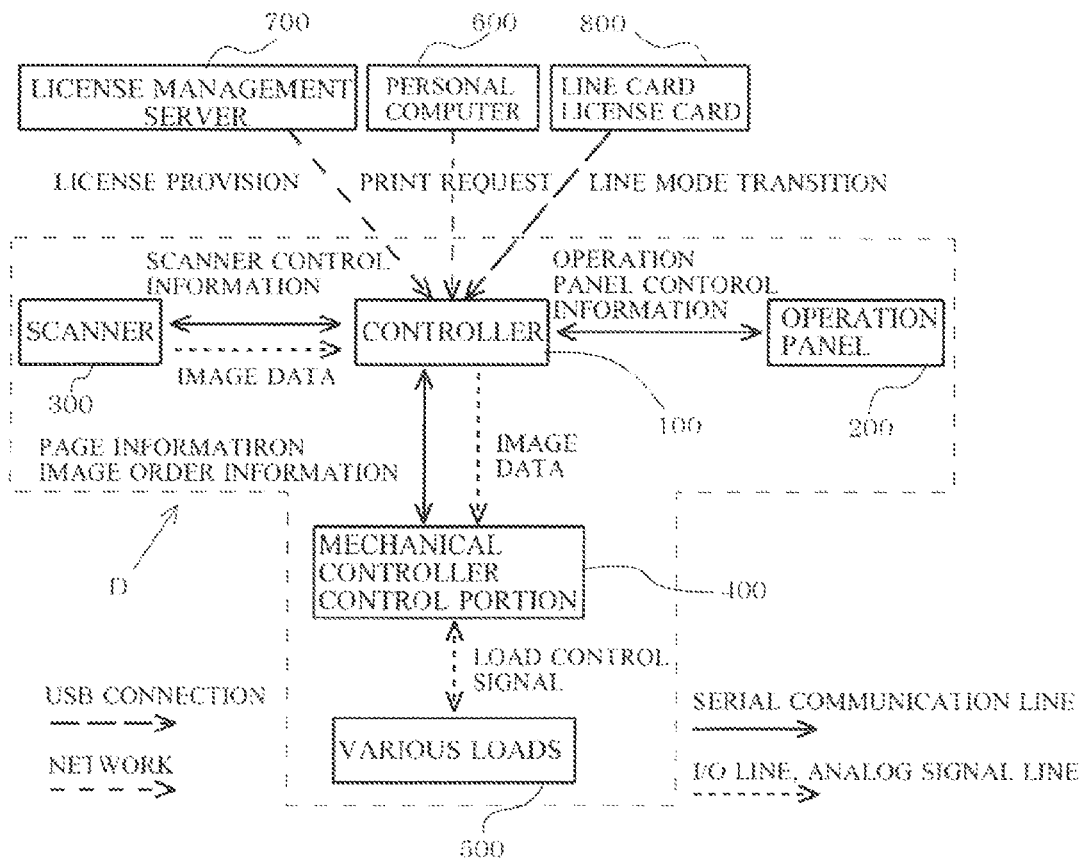 700
600
800
LICENSE MANAGEMENT
SERVER
PERSONAL
COMPUTER
LINE CARD
LICENSE CARD
LICENSE PROVISION
PRINT REQUEST
LINE MODE TRANSITION
SCANNER CONTROL
INFORMATION
OPERATION
PANEL CONTOROL
INFORMATION
SCANNER
CONTROLLER
OPERATION
PANEL
IMAGE DATA
300
100
200
PAGE INFORMATIRON
IMAGE ORDER INFORMATION
IMAGE
DATA
D
MECHANICAL
CONTROLLER
CONTROL PORTION
400
LOAD CONTROL
SIGNAL
USB CONNECTION
SERIAL COMMUNICATION LINE
NETWORK
VARIOUS LOADS
I/O LINE, ANALOG SIGNAL LINE
500